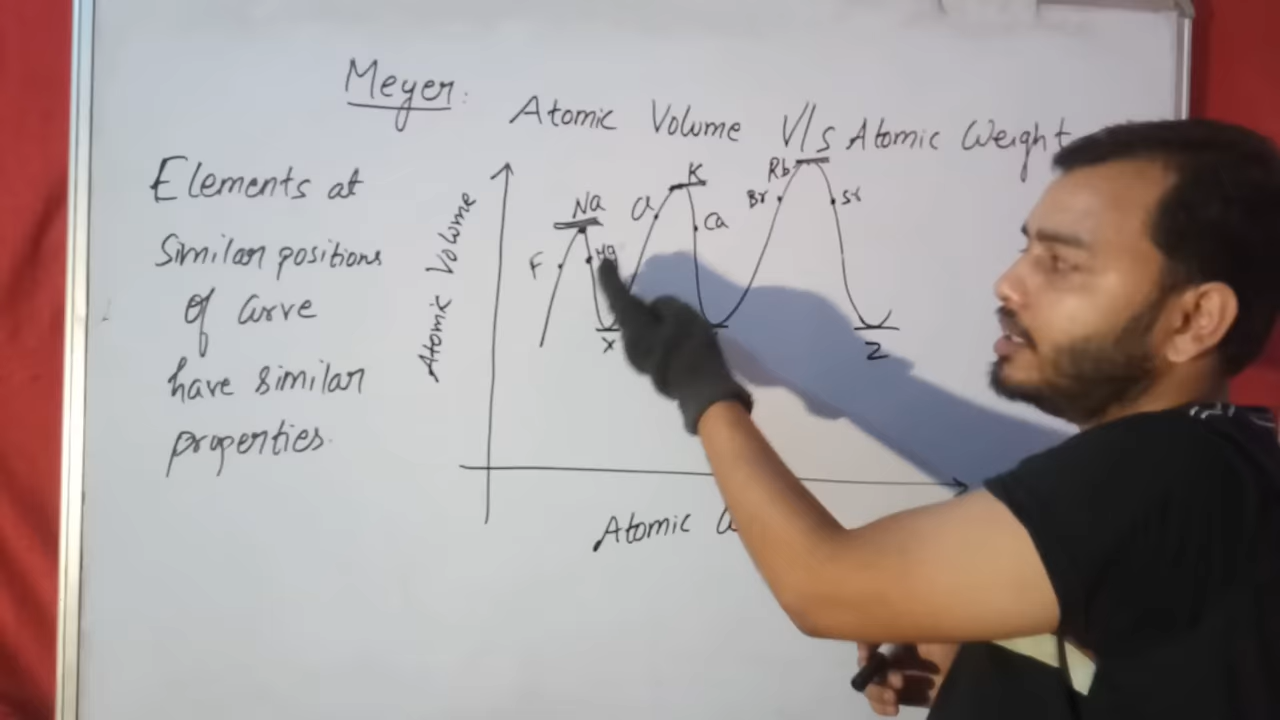 Meyer:
Atomic Volume V/s Atomic Weight
Elements at
Similar positions
of curve
have similar
properties.
Atomic Volume
F
Na
Mg
X
Cl
K
Ca
Br
Rb
Sr
Z
Atomic